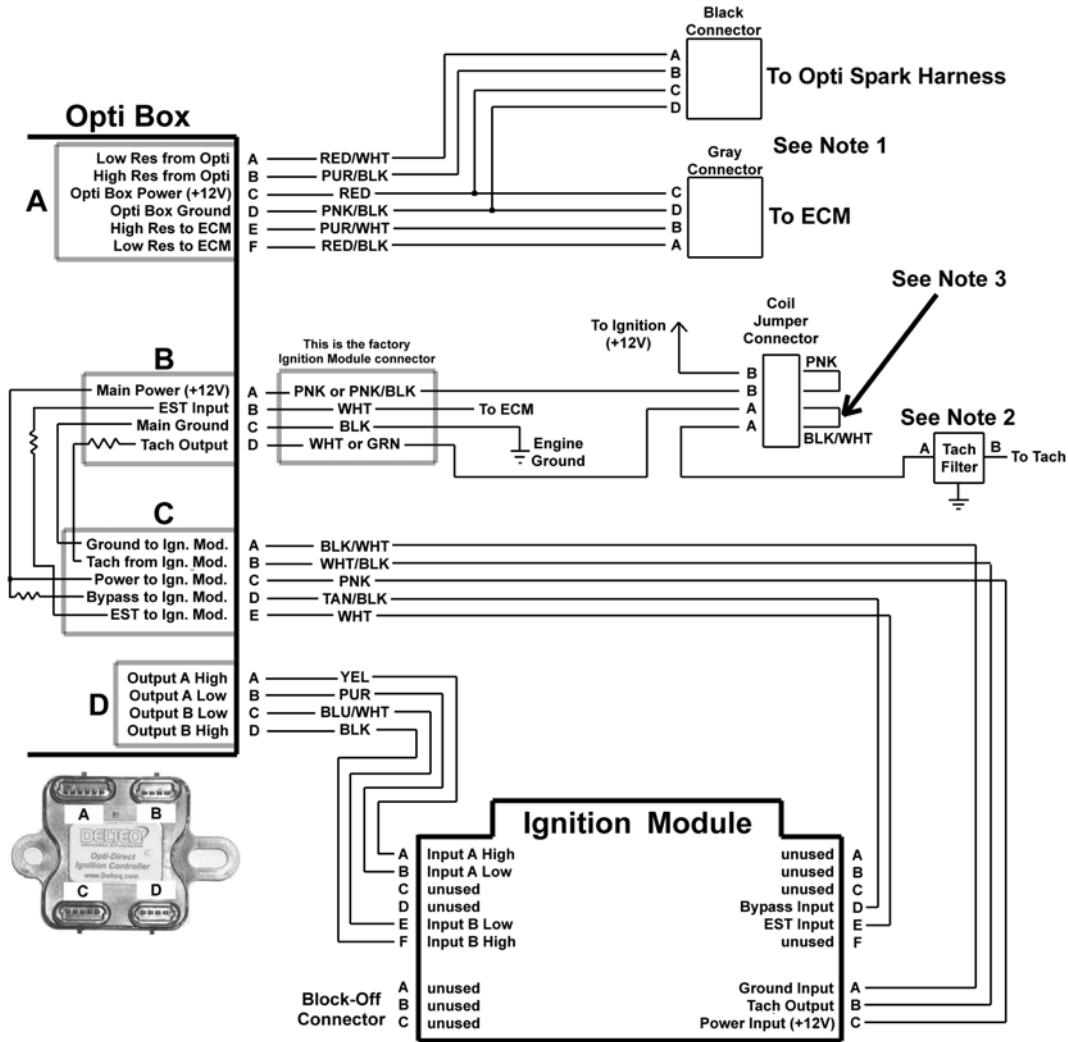 Black
Connector
A
B
C
D
To Opti Spark Harness
See Note 1
Gray
Connector
C
D
B
A
To ECM
Opti Box
A
Low Res from Opti A RED/WHT
High Res from Opti B PUR/BLK
Opti Box Power (+12V) C RED
Opti Box Ground D PNK/BLK
High Res to ECM E PUR/WHT
Low Res to ECM F RED/BLK
See Note 3
Coil
Jumper
Connector
To Ignition
(+12V)
B
B
A
A
PNK
BLK/WHT
See Note 2
A Tach B To Tach
Filter
This is the factory
Ignition Module connector
B
Main Power (+12V) A PNK or PNK/BLK
EST Input B WHT To ECM
Main Ground C BLK
Tach Output D WHT or GRN
Engine
Ground
C
Ground to Ign. Mod. A BLK/WHT
Tach from Ign. Mod. B WHT/BLK
Power to Ign. Mod. C PNK
Bypass to Ign. Mod. D TAN/BLK
EST to Ign. Mod. E WHT
D
Output A High A YEL
Output A Low B PUR
Output B Low C BLU/WHT
Output B High D BLK
A B
DELTEQ
Opti-Direct
Ignition Controller
www.Delteq.com
C D
Ignition Module
A Input A High unused A
B Input A Low unused B
C unused unused C
D unused Bypass Input D
E Input B Low EST Input E
F Input B High unused F
Block-Off
Connector
A unused Ground Input A
B unused Tach Output B
C unused Power Input (+12V) C